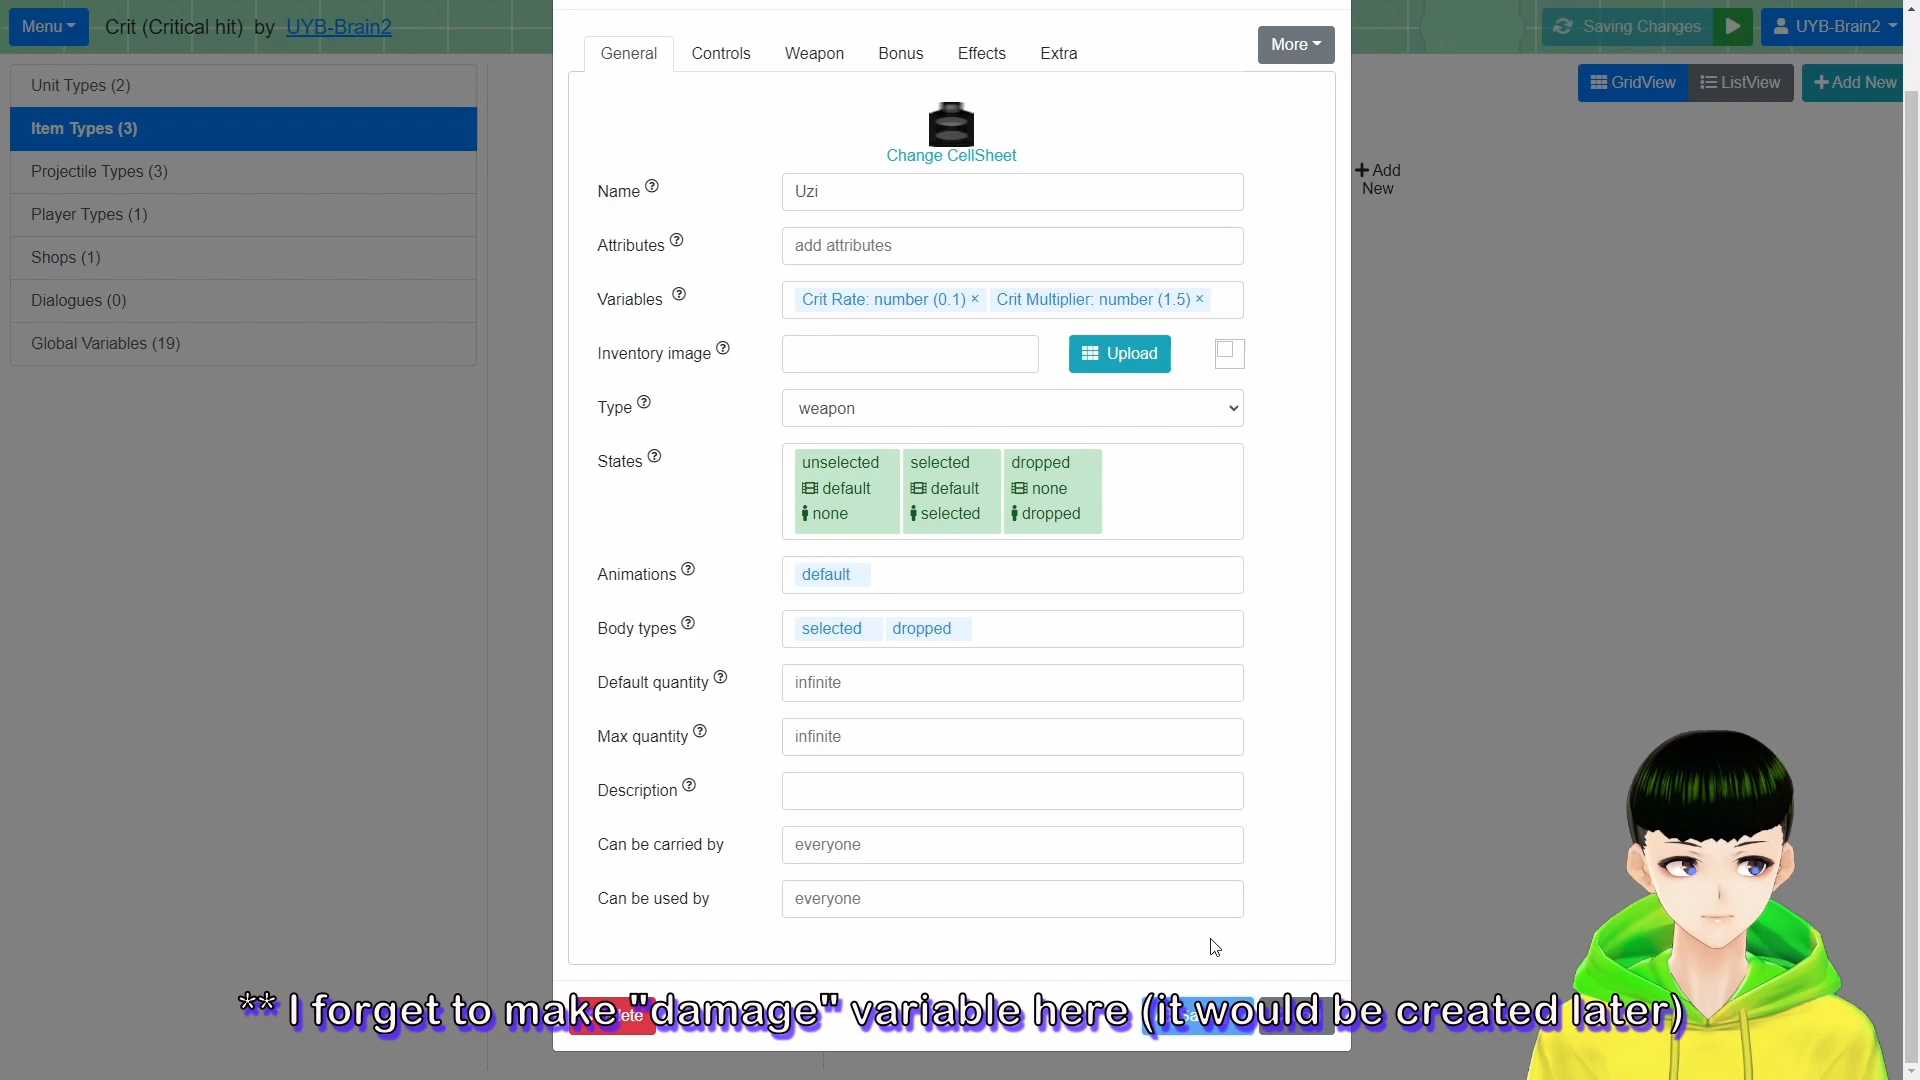 Menu
Crit (Critical hit) by UYB-Brain2
Saving Changes
UYB-Brain2
Unit Types (2)
Item Types (3)
Projectile Types (3)
Player Types (1)
Shops (1)
Dialogues (0)
Global Variables (19)
GridView
ListView
Add New
Add
New
General
Controls
Weapon
Bonus
Effects
Extra
More
Change CellSheet
Name
Uzi
Attributes
add attributes
Variables
Crit Rate: number (0.1) × Crit Multiplier: number (1.5) ×
Inventory image
Upload
Type
weapon
States
unselected
default
none
selected
default
selected
dropped
none
dropped
Animations
default
Body types
selected dropped
Default quantity
infinite
Max quantity
infinite
Description
Can be carried by
everyone
Can be used by
everyone
** I forget to make "damage" variable here (it would be created later)